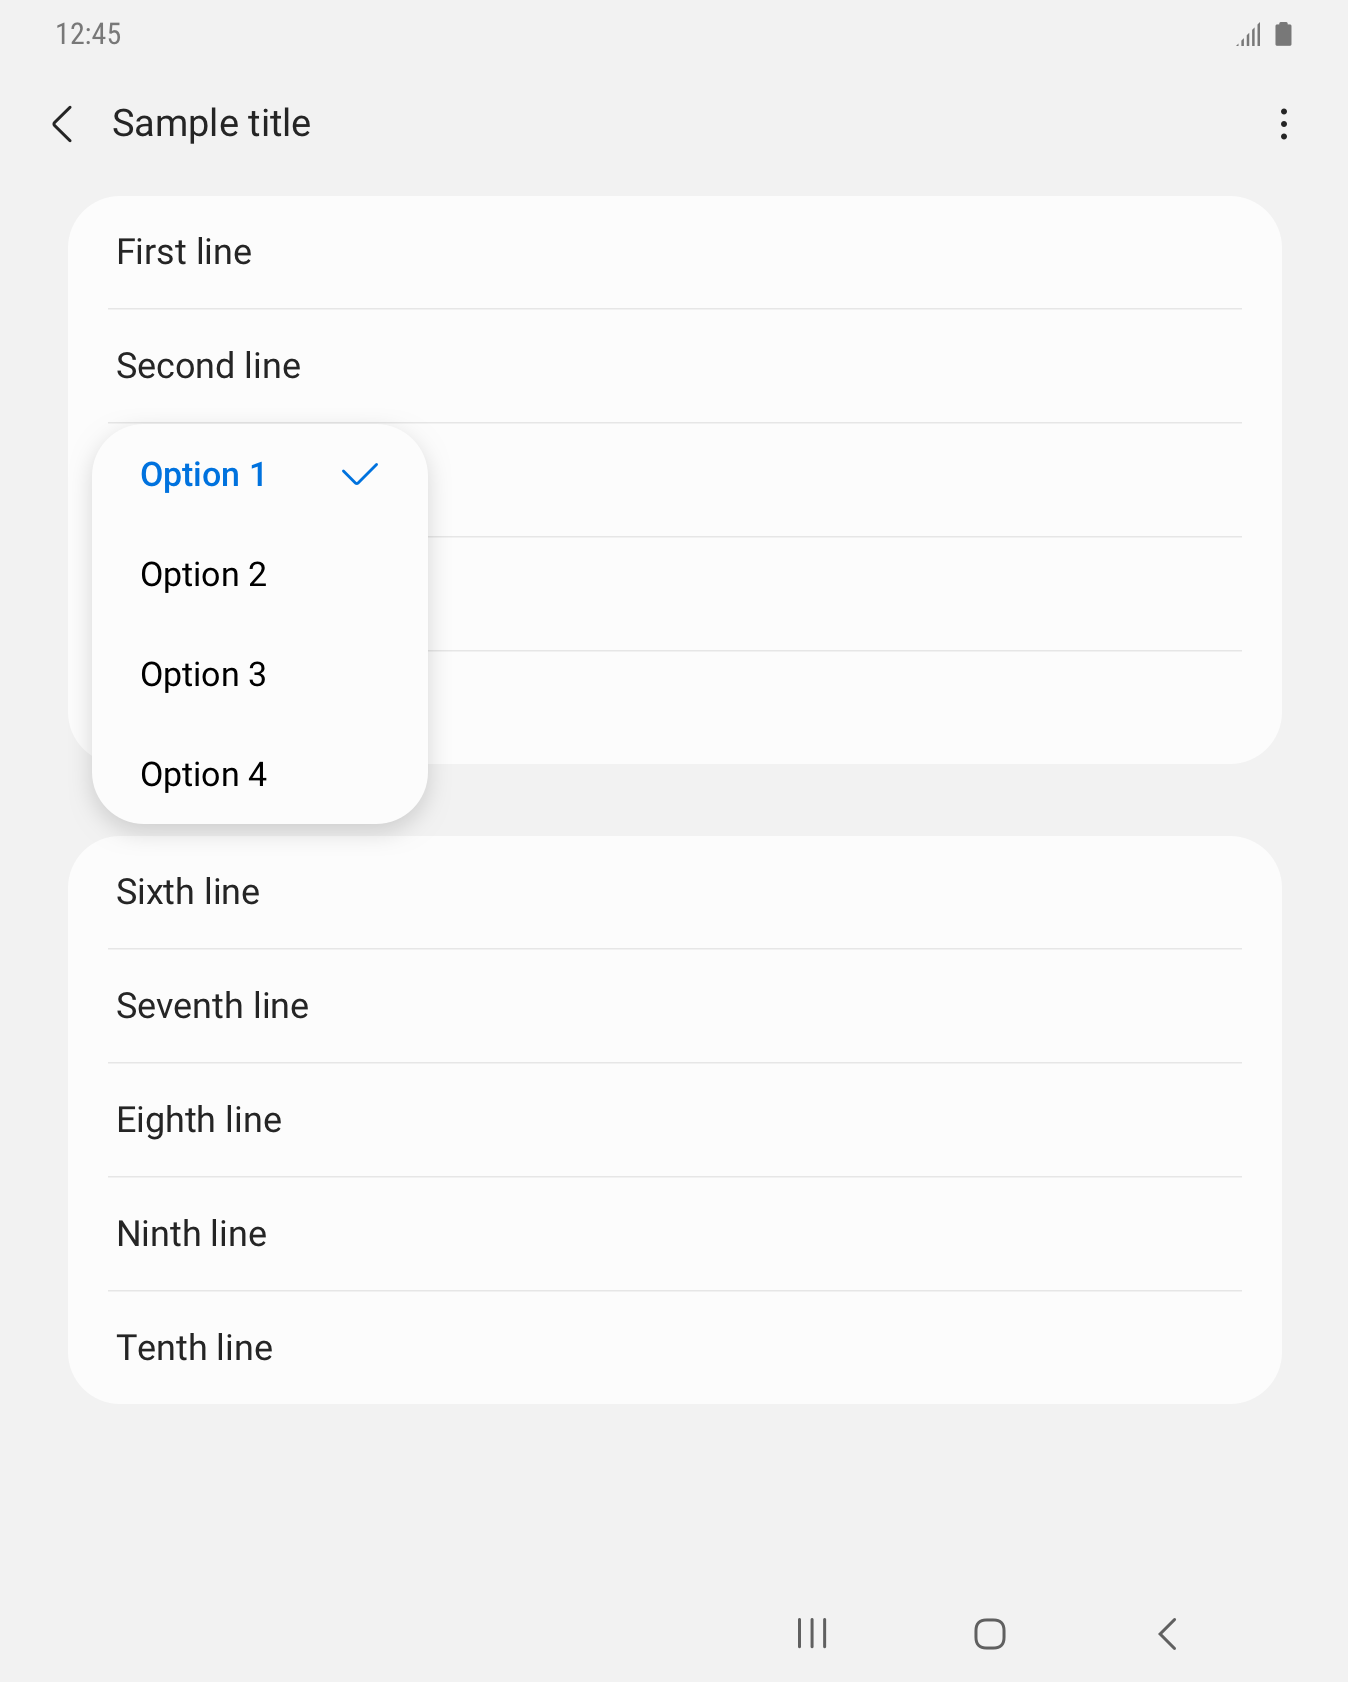 12:45
Sample title
First line
Second line
Option 1
Option 2
Option 3
Option 4
Sixth line
Seventh line
Eighth line
Ninth line
Tenth line